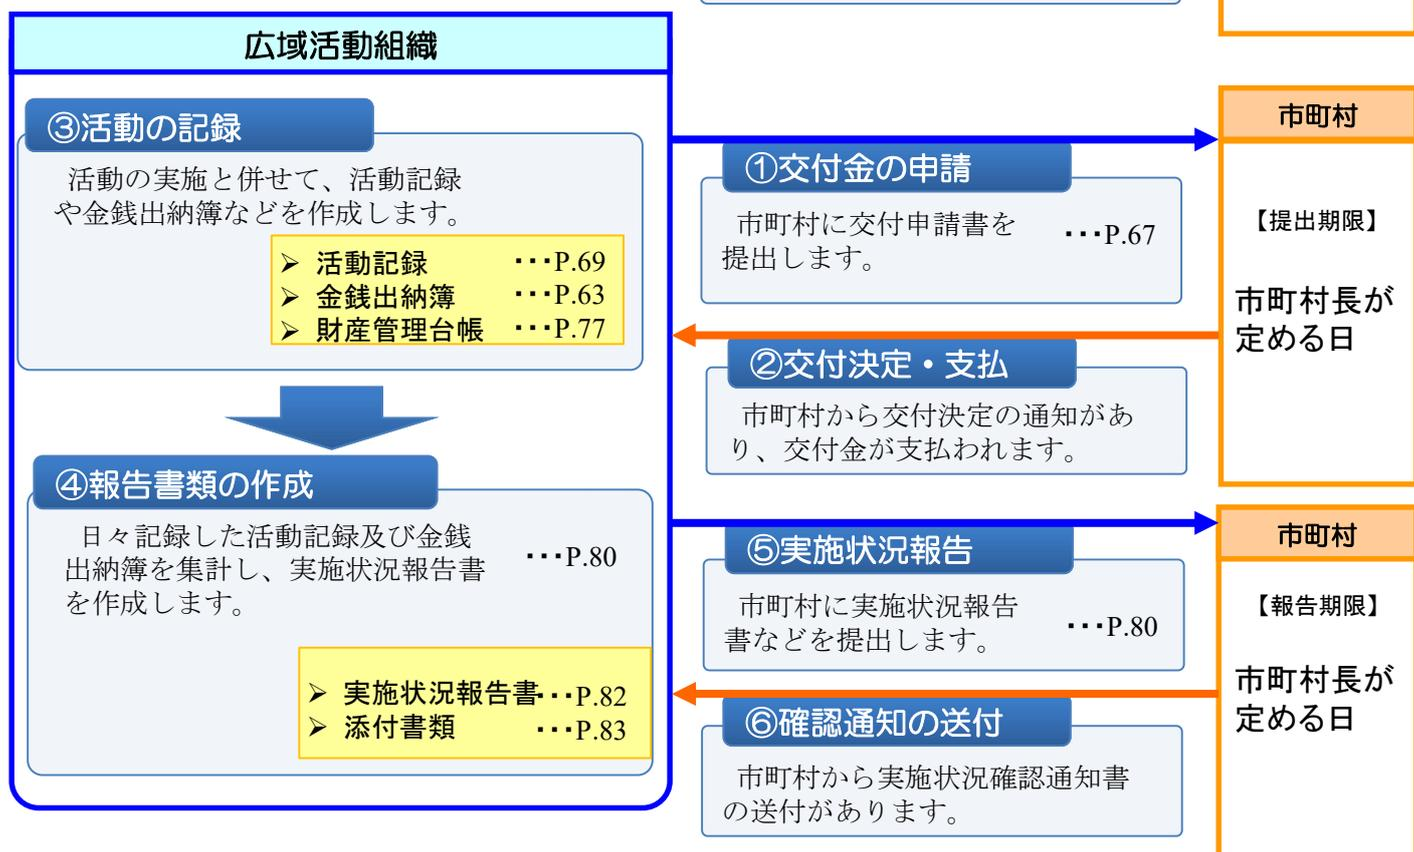 広域活動組織
③活動の記録
活動の実施と併せて、活動記録
や金銭出納簿などを作成します。
➢ 活動記録 ･･･P.69
➢ 金銭出納簿 ･･･P.63
➢ 財産管理台帳 ･･･P.77
④報告書類の作成
日々記録した活動記録及び金銭
出納簿を集計し、実施状況報告書
を作成します。
･･･P.80
➢ 実施状況報告書･･･P.82
➢ 添付書類 ･･･P.83
①交付金の申請
市町村に交付申請書を
提出します。
･･･P.67
②交付決定・支払
市町村から交付決定の通知があ
り、交付金が支払われます。
⑤実施状況報告
市町村に実施状況報告
書などを提出します。
･･･P.80
⑥確認通知の送付
市町村から実施状況確認通知書
の送付があります。
市町村
【提出期限】
市町村長が
定める日
市町村
【報告期限】
市町村長が
定める日